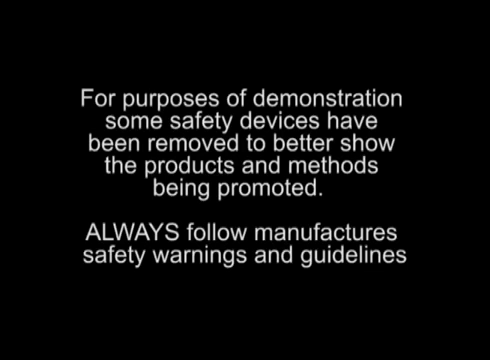 For purposes of demonstration
some safety devices have
been removed to better show
the products and methods
being promoted.
ALWAYS follow manufactures
safety warnings and guidelines